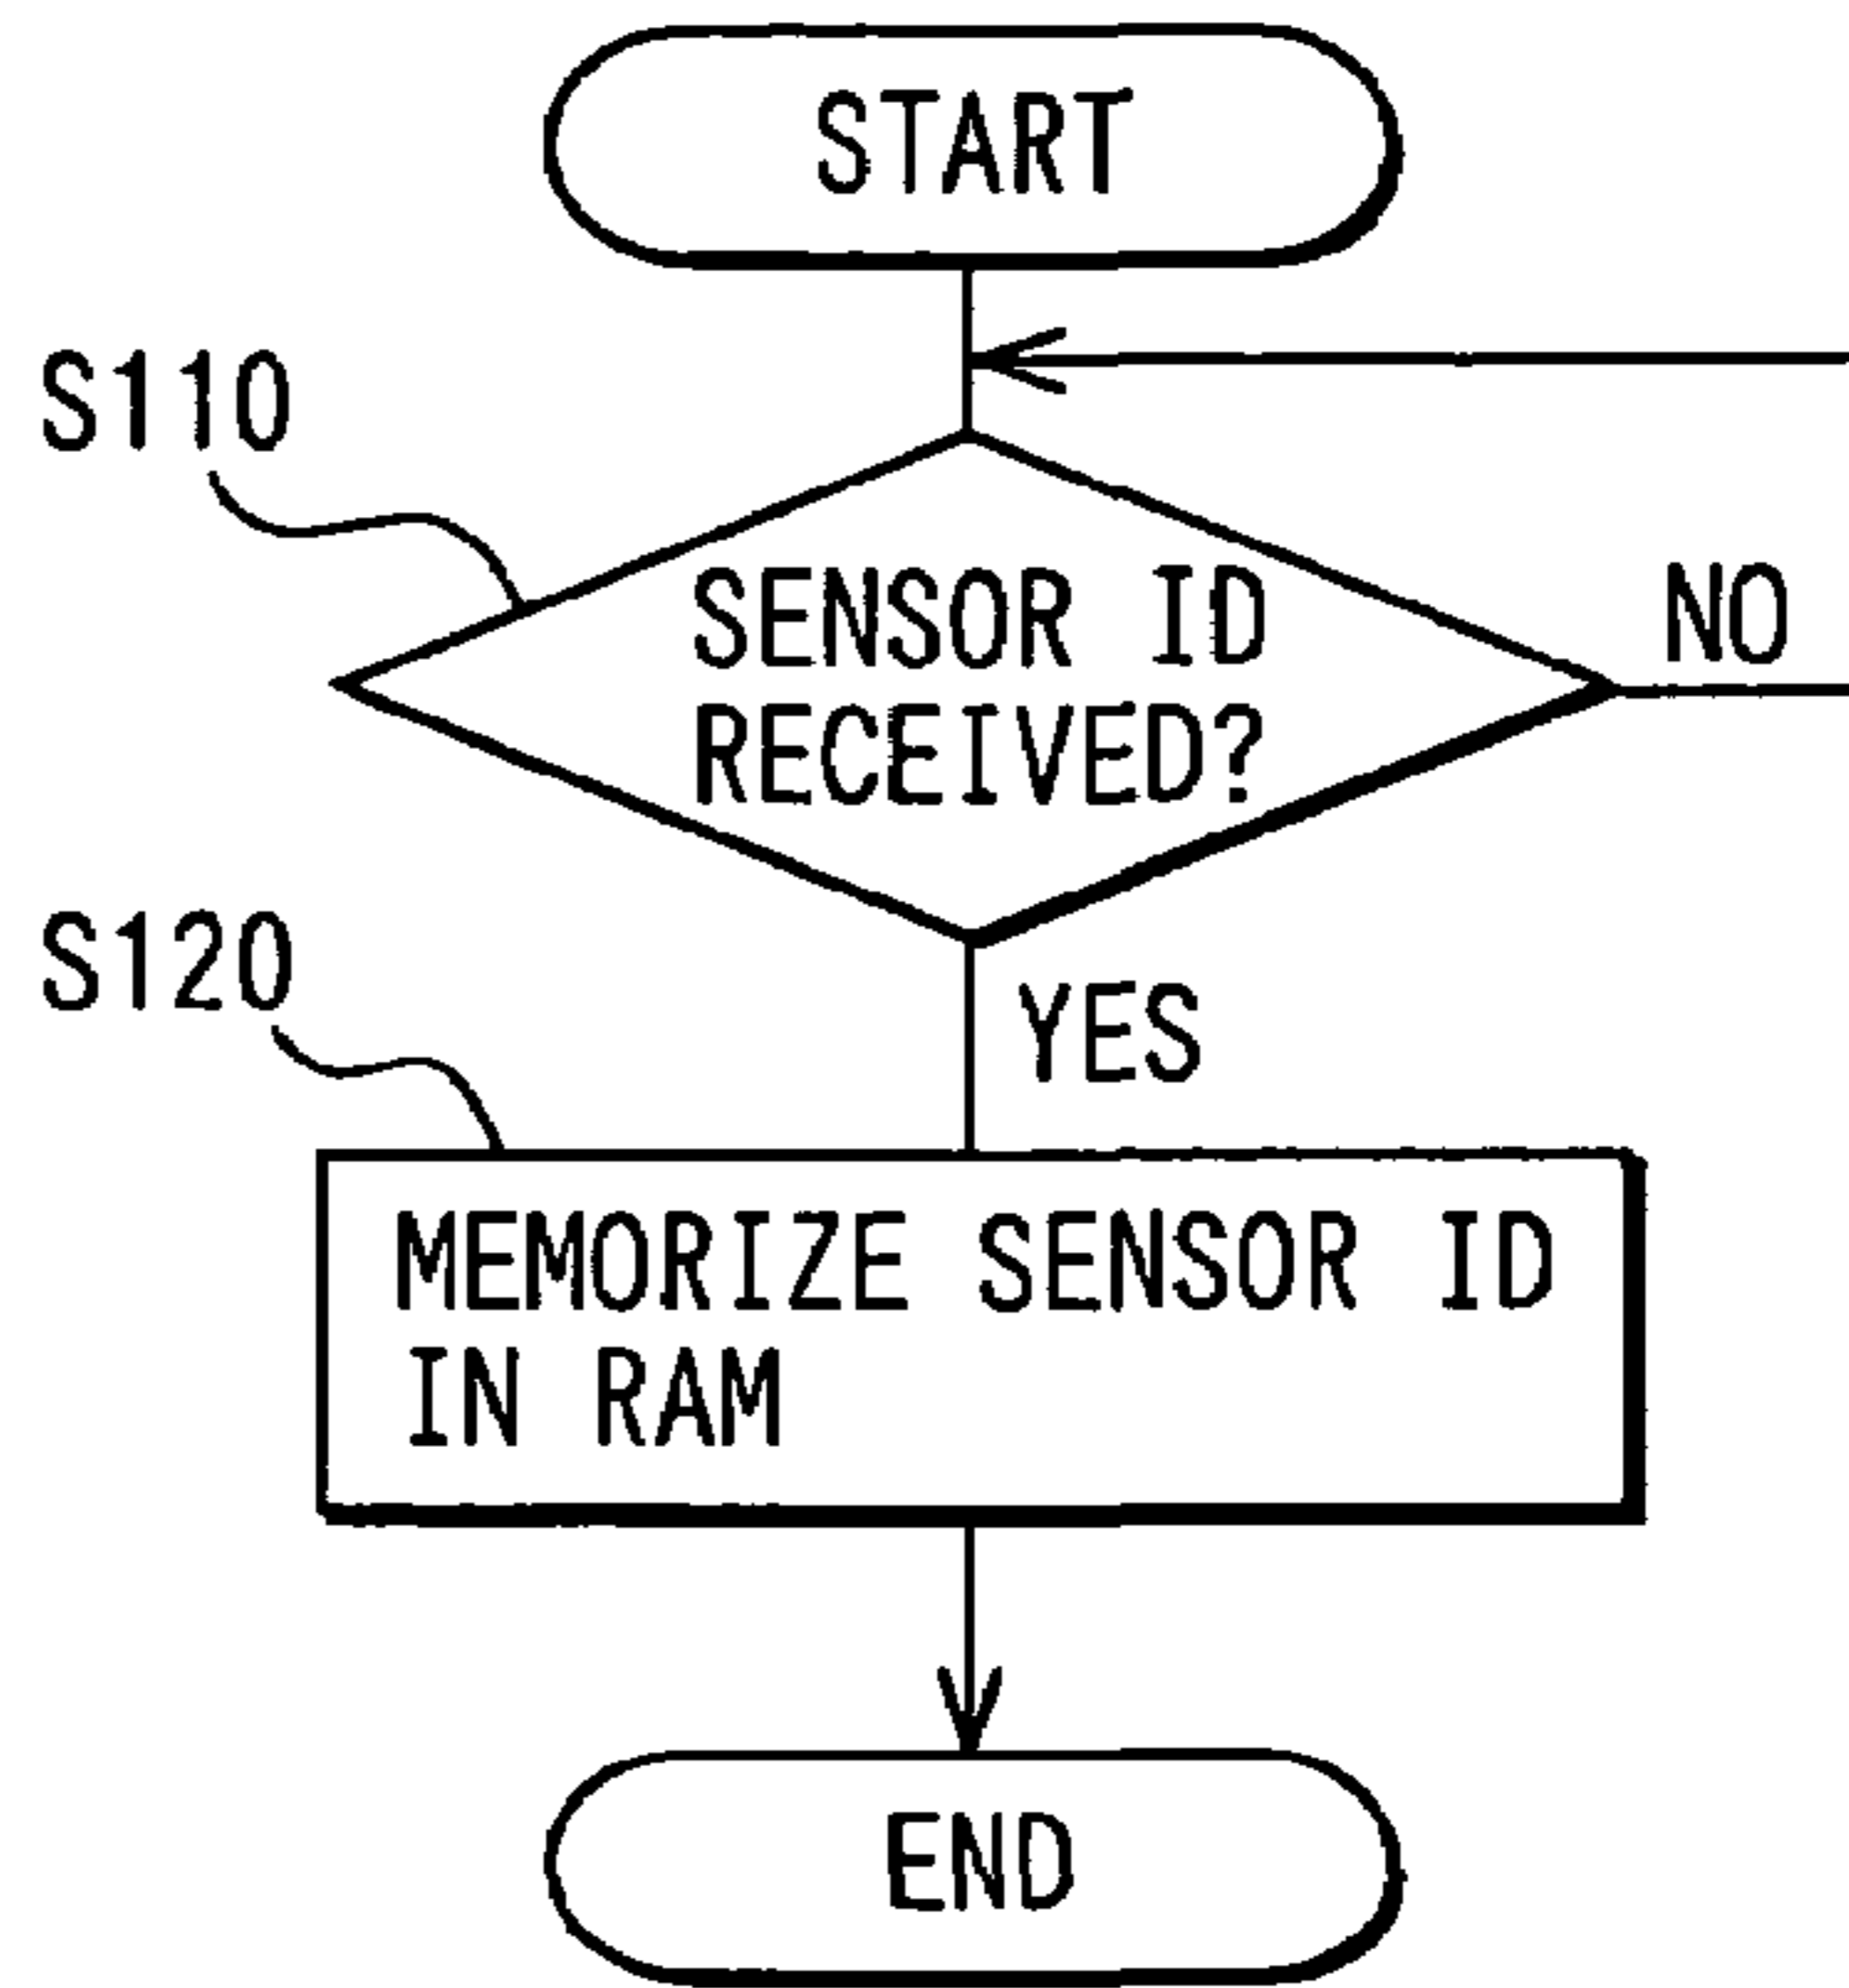 START
S110
SENSOR ID
RECEIVED?
NO
S120
YES
MEMORIZE SENSOR ID
IN RAM
END